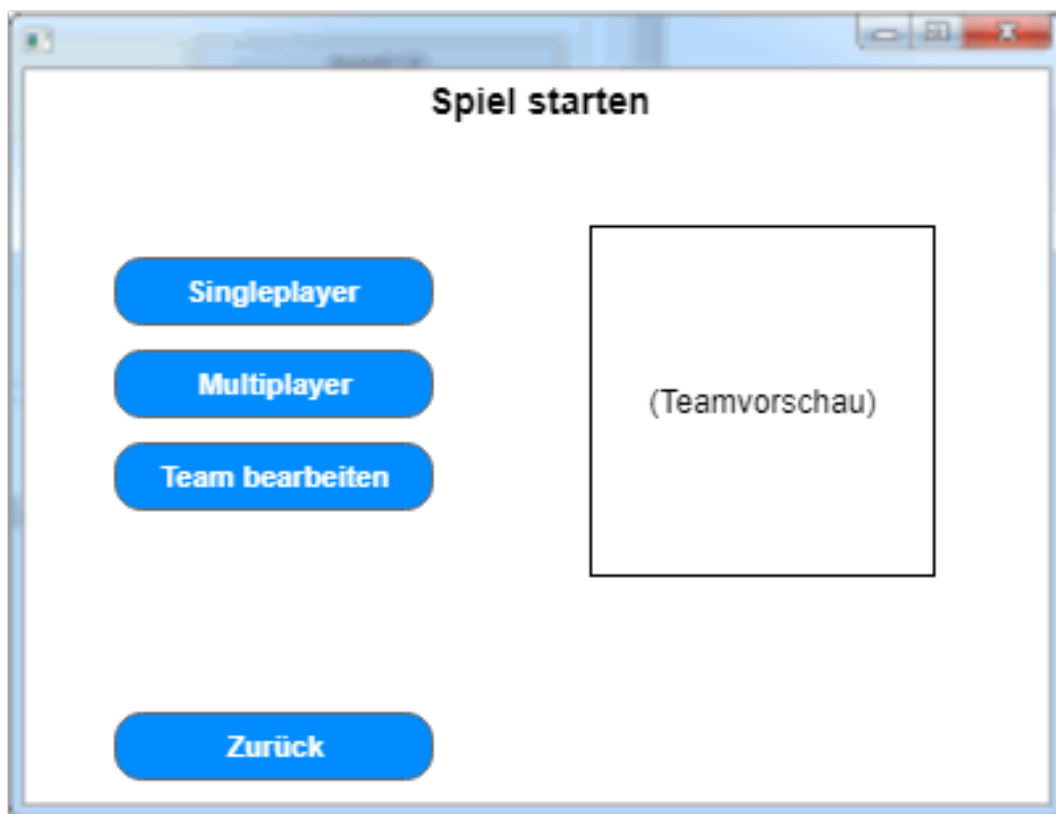 Spiel starten
Singleplayer
Multiplayer
Team bearbeiten
(Teamvorschau)
Zurück